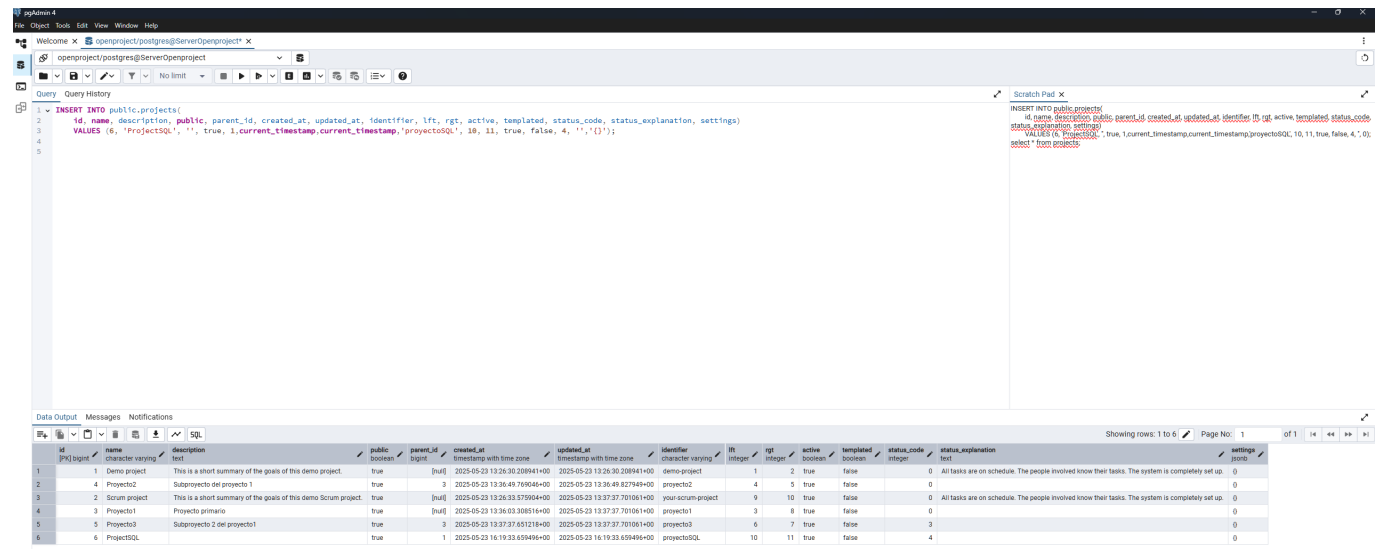 pgAdmin 4
File Object Tools Edit View Window Help
Welcome × openproject/postgres@ServerOpenproject* ×
openproject/postgres@ServerOpenproject
No limit
Query Query History
Scratch Pad ×
1 INSERT INTO public.projects(
2 id, name, description, public, parent_id, created_at, updated_at, identifier, lft, rgt, active, templated, status_code, status_explanation, settings)
3 VALUES (6, 'ProjectSQL', '', true, 1,current_timestamp,current_timestamp,'proyectoSQL', 10, 11, true, false, 4, '','{}');
4
5
INSERT INTO public.projects(
id, name, description, public, parent_id, created_at, updated_at, identifier, lft, rgt, active, templated, status_code,
status_explanation, settings)
VALUES (6, ProjectSQL, ", true, 1,current_timestamp,current_timestamp,'proyectoSQL', 10, 11, true, false, 4, ", 0);
select * from projects;
Data Output Messages Notifications
SQL
Showing rows: 1 to 6 Page No: 1 of 1
id name description public parent_id created_at updated_at identifier lft rgt active templated status_code status_explanation settings
[PK] bigint character varying text boolean bigint timestamp with time zone timestamp with time zone character varying integer integer boolean boolean integer text jsonb
1 1 Demo project This is a short summary of the goals of this demo project. true [null] 2025-05-23 13:26:30.208941+00 2025-05-23 13:26:30.208941+00 demo-project 1 2 true false 0 All tasks are on schedule. The people involved know their tasks. The system is completely set up. {}
2 4 Proyecto2 Subproyecto del proyecto 1 true 3 2025-05-23 13:36:49.769046+00 2025-05-23 13:36:49.827949+00 proyecto2 4 5 true false 0 {}
3 2 Scrum project This is a short summary of the goals of this demo Scrum project. true [null] 2025-05-23 13:26:33.575904+00 2025-05-23 13:37:37.701061+00 your-scrum-project 9 10 true false 0 All tasks are on schedule. The people involved know their tasks. The system is completely set up. {}
4 3 Proyecto1 Proyecto primario true [null] 2025-05-23 13:36:03.308516+00 2025-05-23 13:37:37.701061+00 proyecto1 3 8 true false 0 {}
5 5 Proyecto3 Subproyecto 2 del proyecto1 true 3 2025-05-23 13:37:37.651218+00 2025-05-23 13:37:37.701061+00 proyecto3 6 7 true false 3 {}
6 6 ProjectSQL true 1 2025-05-23 16:19:33.659496+00 2025-05-23 16:19:33.659496+00 proyectoSQL 10 11 true false 4 {}